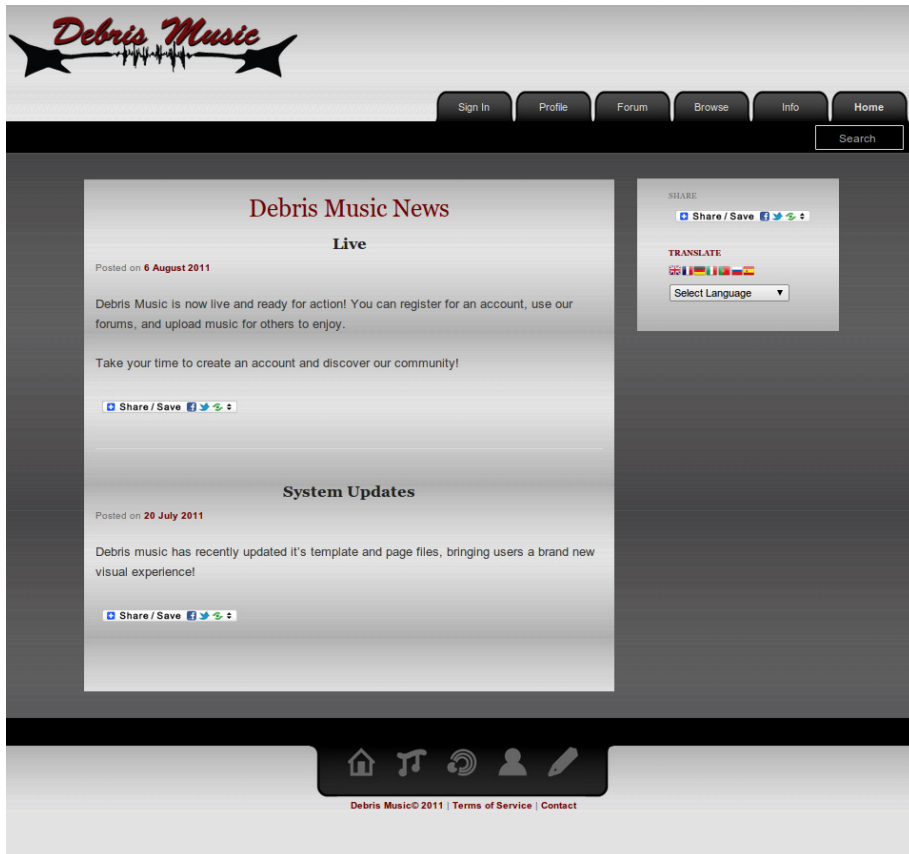 Debris Music
Sign In
Profile
Forum
Browse
Info
Home
Search
Debris Music News
Live
Posted on 6 August 2011
Debris Music is now live and ready for action! You can register for an account, use our
forums, and upload music for others to enjoy.
Take your time to create an account and discover our community!
Share / Save
System Updates
Posted on 20 July 2011
Debris music has recently updated it's template and page files, bringing users a brand new
visual experience!
Share / Save
SHARE
Share / Save
TRANSLATE
Select Language
Debris Music© 2011 | Terms of Service | Contact